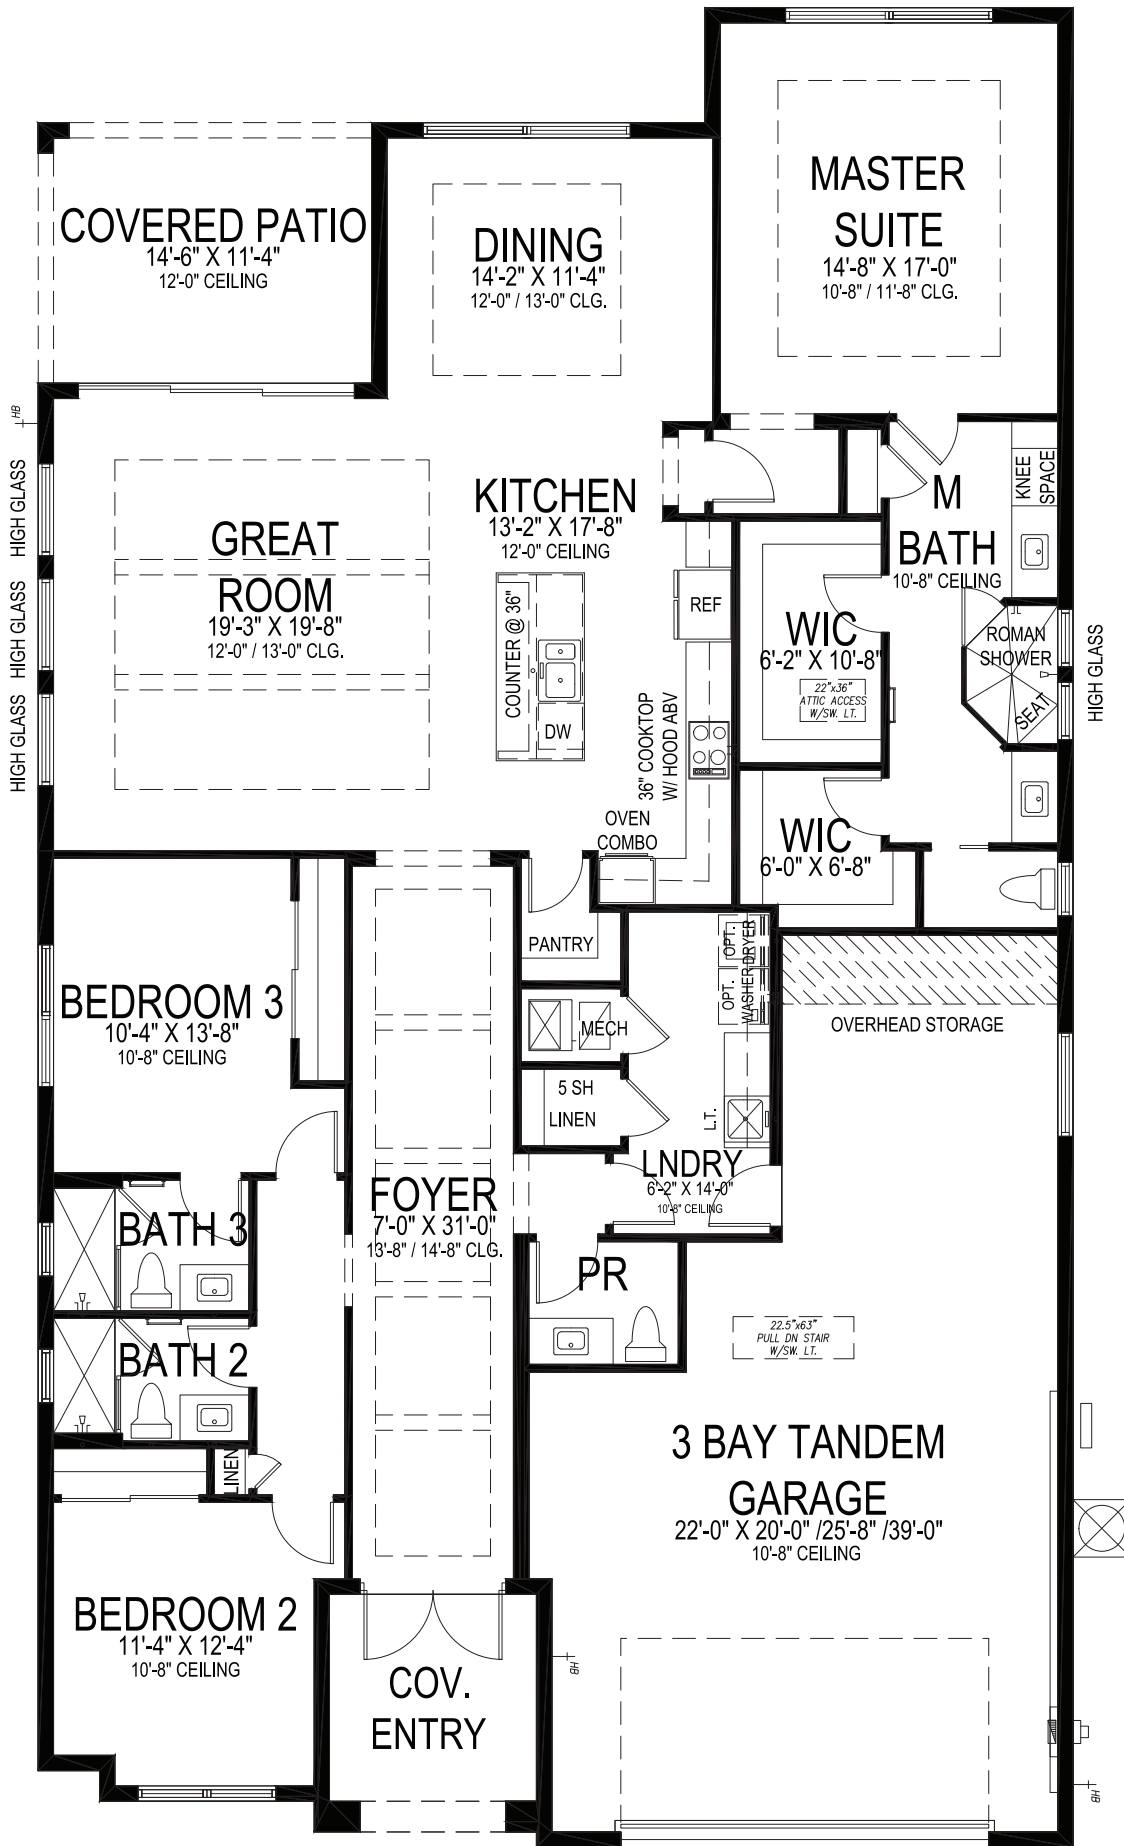 MASTER
SUITE
14'-8" X 17'-0"
10'-8" / 11'-8" CLG.
COVERED PATIO
14'-6" X 11'-4"
12'-0" CEILING
DINING
14'-2" X 11'-4"
12'-0" / 13'-0" CLG.
HB
HIGH GLASS
HIGH GLASS
HIGH GLASS
GREAT
ROOM
19'-3" X 19'-8"
12'-0" / 13'-0" CLG.
KITCHEN
13'-2" X 17'-8"
12'-0" CEILING
COUNTER @ 36"
DW
REF
36" COOKTOP
W/ HOOD ABV
OVEN
COMBO
M
BATH
10'-8" CEILING
KNEE
SPACE
ROMAN
SHOWER
SEAT
HIGH GLASS
WIC
6'-2" X 10'-8"
22"x36"
ATTIC ACCESS
W/SW. LT.
WIC
6'-0" X 6'-8"
PANTRY
OPT.
OPT.
WASHER
DRYER
OVERHEAD STORAGE
BEDROOM 3
10'-4" X 13'-8"
10'-8" CEILING
MECH
5 SH
LINEN
L.T.
LNDRY
6'-2" X 14'-0"
10'-8" CEILING
FOYER
7'-0" X 31'-0"
13'-8" / 14'-8" CLG.
BATH 3
PR
BATH 2
22.5"x63"
PULL DN STAIR
W/SW. LT.
LINEN
3 BAY TANDEM
GARAGE
22'-0" X 20'-0" /25'-8" /39'-0"
10'-8" CEILING
BEDROOM 2
11'-4" X 12'-4"
10'-8" CEILING
COV.
ENTRY
HB
HB